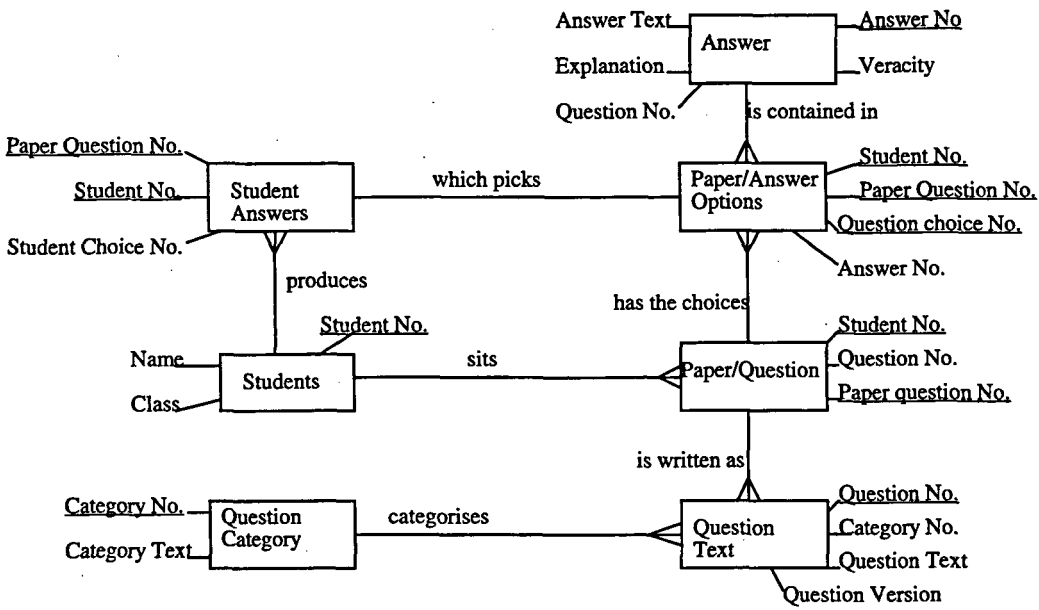 Answer Text
Answer No
Answer
Explanation
Veracity
Question No.
is contained in
Paper Question No.
Student No.
Student Answers
Student Choice No.
which picks
Paper/Answer
Options
Student No.
Paper Question No.
Question choice No.
Answer No.
produces
has the choices
Student No.
Name
Students
Class
sits
Student No.
Paper/Question
Question No.
Paper question No.
is written as
Category No.
Question
Category
Category Text
categorises
Question
Text
Question No.
Category No.
Question Text
Question Version